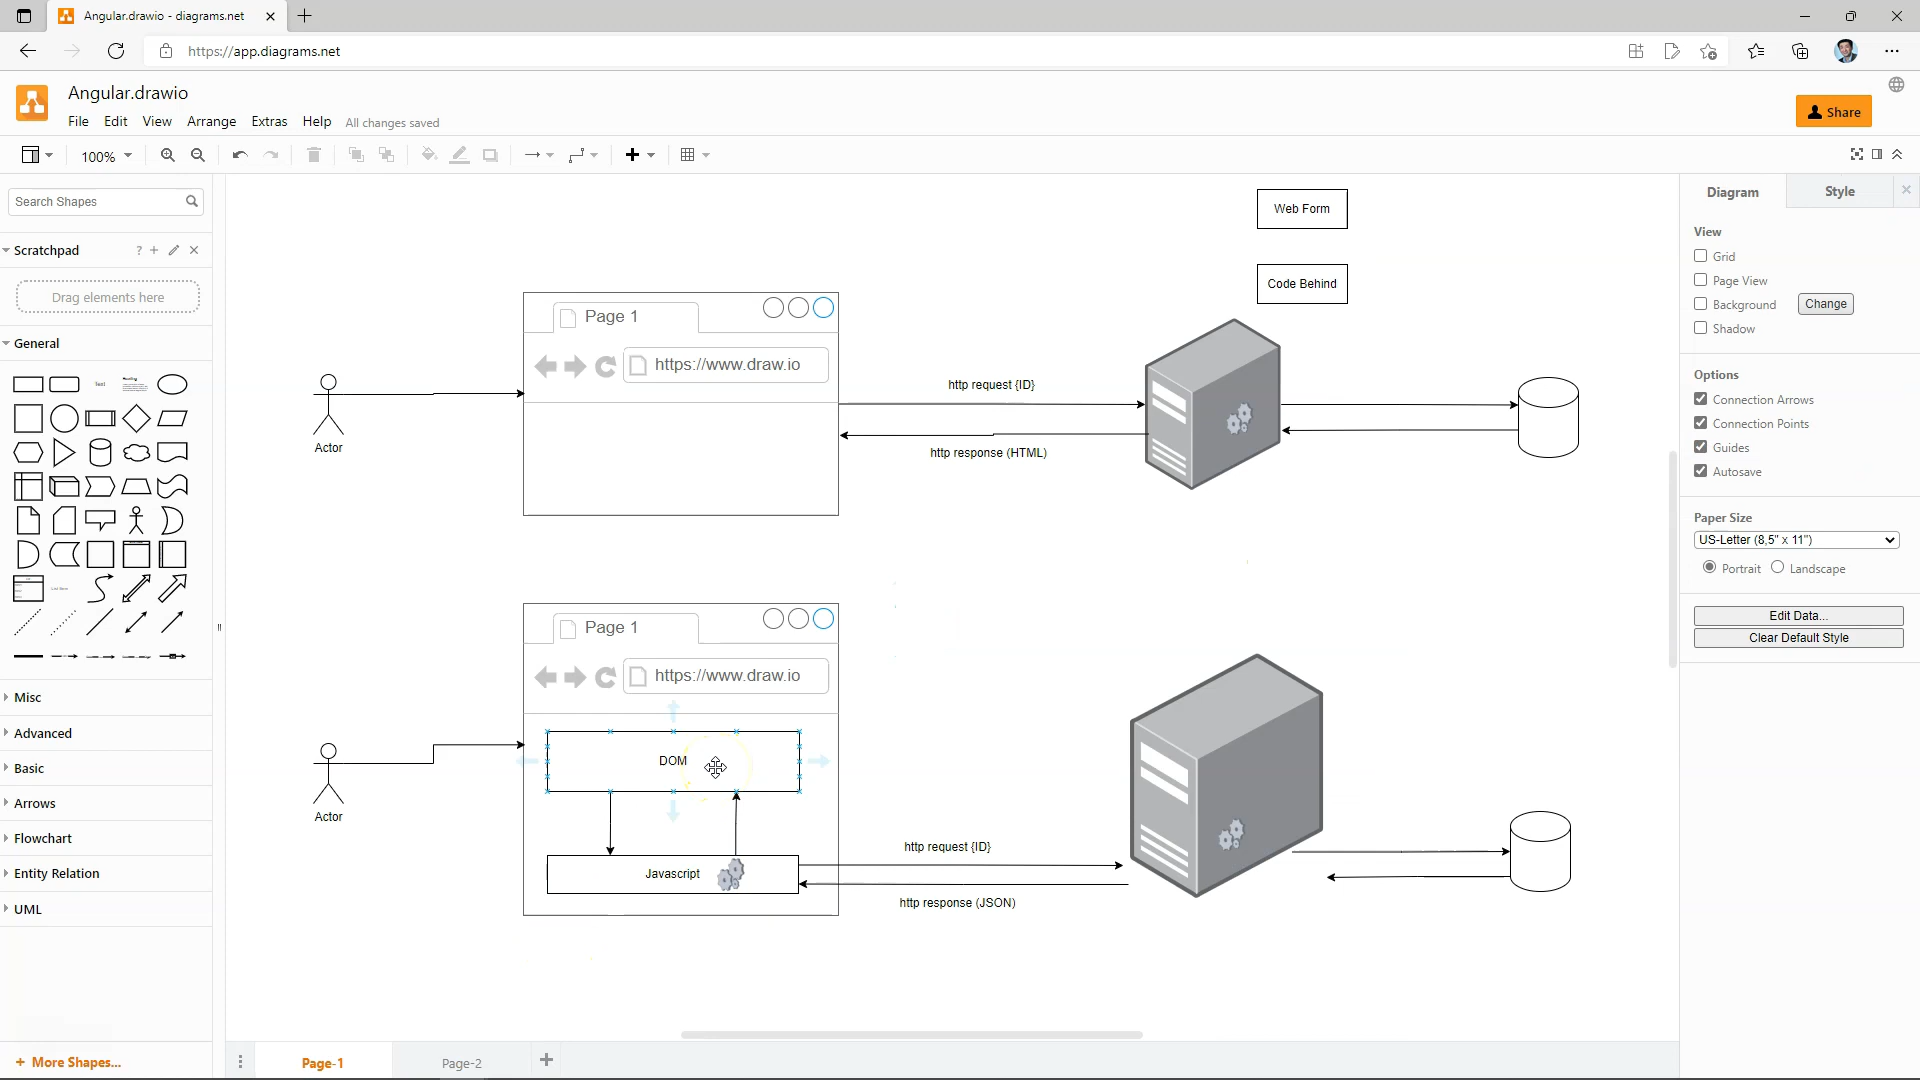 Angular.drawio - diagrams.net
https://app.diagrams.net
Angular.drawio
File Edit View Arrange Extras Help All changes saved
Share
100%
Search Shapes
Scratchpad
?
Drag elements here
General
Text
Heading
Misc
Advanced
Basic
Arrows
Flowchart
Entity Relation
UML
+ More Shapes...
Web Form
Code Behind
Page 1
https://www.draw.io
Actor
http request {ID}
http response (HTML)
Page 1
https://www.draw.io
DOM
Actor
Javascript
http request {ID}
http response (JSON)
Page-1
Page-2
Diagram
Style
View
Grid
Page View
Background
Change
Shadow
Options
Connection Arrows
Connection Points
Guides
Autosave
Paper Size
US-Letter (8,5" x 11")
Portrait
Landscape
Edit Data...
Clear Default Style